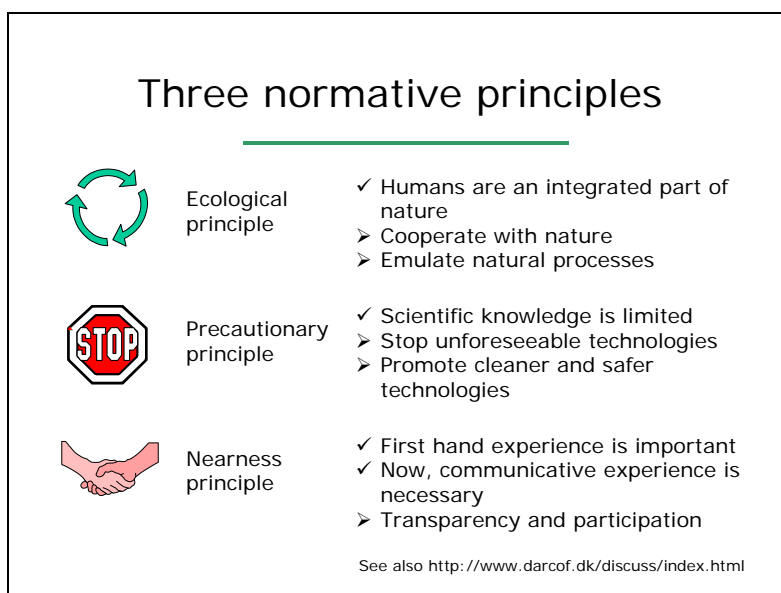 Three normative principles
Ecological
principle
✓ Humans are an integrated part of
nature
➢ Cooperate with nature
➢ Emulate natural processes
STOP
Precautionary
principle
✓ Scientific knowledge is limited
➢ Stop unforeseeable technologies
➢ Promote cleaner and safer
technologies
Nearness
principle
✓ First hand experience is important
✓ Now, communicative experience is
necessary
➢ Transparency and participation
See also http://www.darcof.dk/discuss/index.html